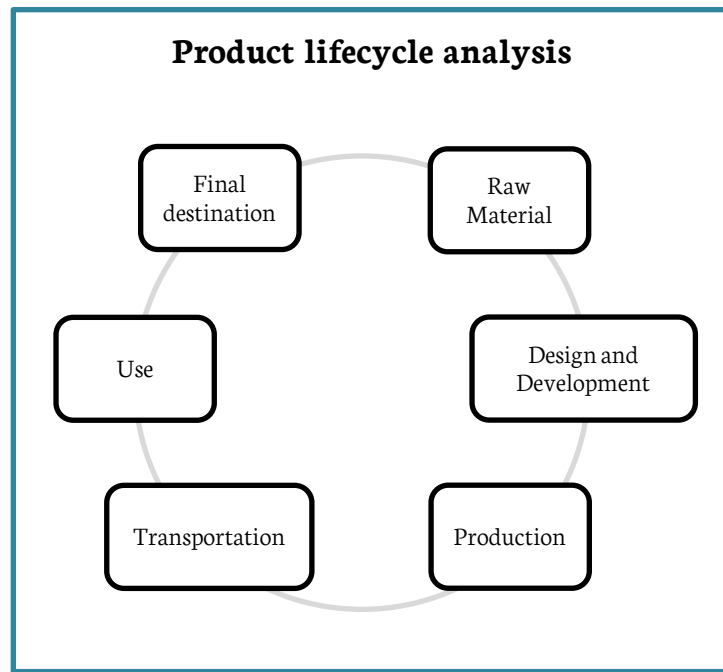 Product lifecycle analysis
Final
destination
Raw
Material
Use
Design and
Development
Transportation
Production